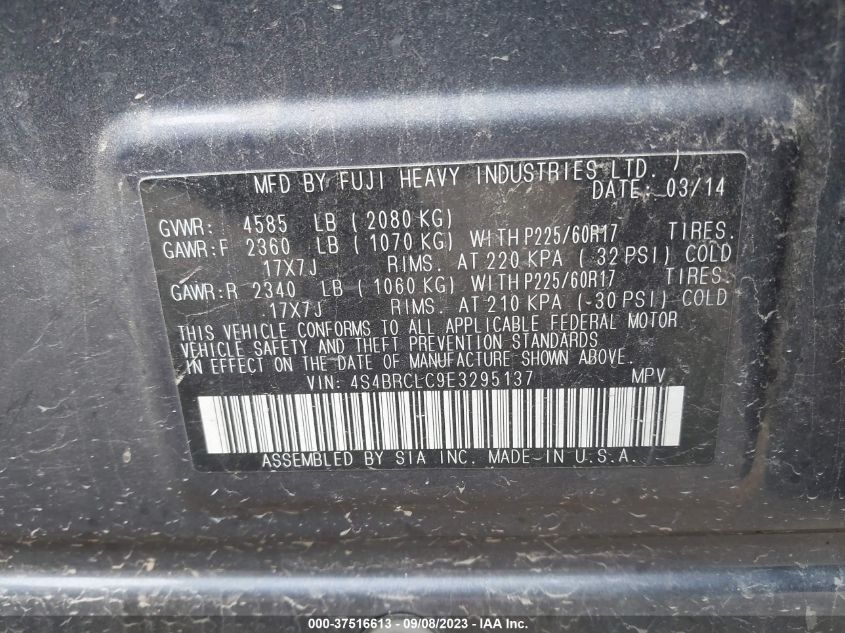 MFD BY FUJI HEAVY INDUSTRIES LTD.
DATE: 03/14
GVWR: 4585 LB (2080 KG)
GAWR:F 2360 LB (1070 KG) WITH P225/60R17 TIRES.
17X7J RIMS. AT 220 KPA (32 PSI) COLD
GAWR:R 2340 LB (1060 KG) WITH P225/60R17 TIRES.
17X7J RIMS. AT 210 KPA (30 PSI) COLD
THIS VEHICLE CONFORMS TO ALL APPLICABLE FEDERAL MOTOR
VEHICLE SAFETY AND THEFT PREVENTION STANDARDS
IN EFFECT ON THE DATE OF MANUFACTURE SHOWN ABOVE.
VIN: 4S4BRCLC9E3295137 MPV
ASSEMBLED BY SIA INC. MADE IN U.S.A.
000-37516613 - 09/08/2023 - IAAI.com